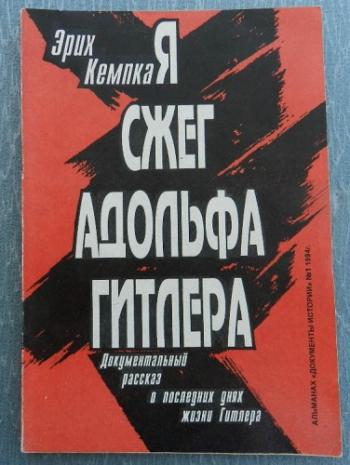 Эрих
Кемпка
Я
СЖЕГ
АДОЛЬФА
ГИТЛЕРА
Документальный
рассказ
о последних днях
жизни Гитлера
АЛЬМАНАХ «ДОКУМЕНТЫ ИСТОРИИ» №1 1994г.